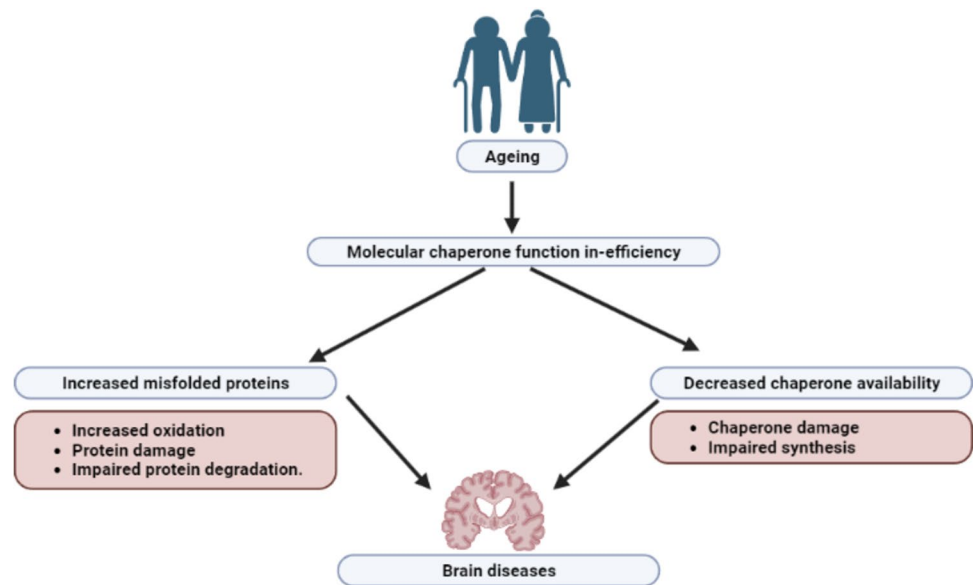 Ageing
Molecular chaperone function in-efficiency
Increased misfolded proteins
• Increased oxidation
• Protein damage
• Impaired protein degradation.
Decreased chaperone availability
• Chaperone damage
• Impaired synthesis
Brain diseases